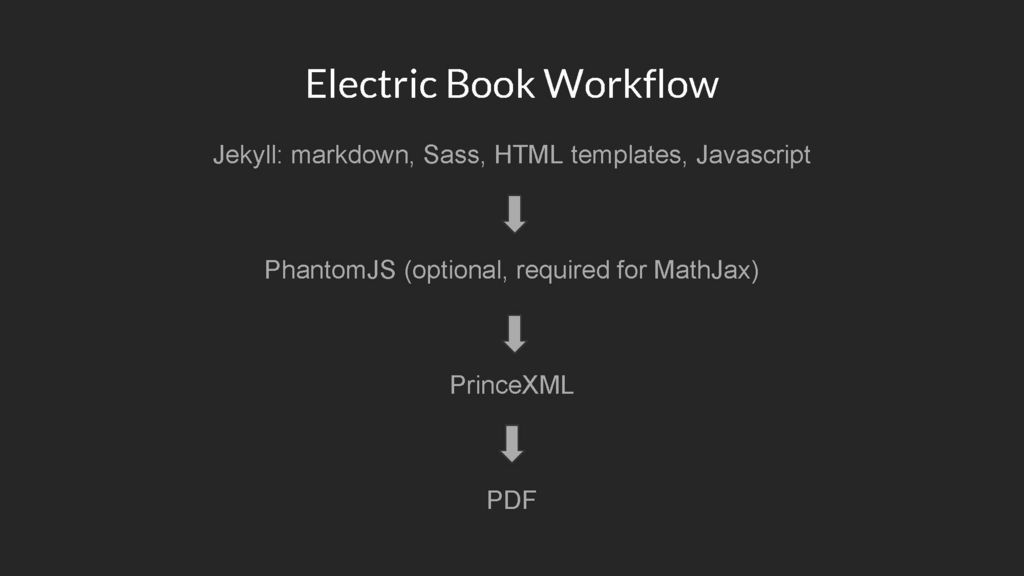 Electric Book Workflow
Jekyll: markdown, Sass, HTML templates, Javascript
PhantomJS (optional, required for MathJax)
PrinceXML
PDF